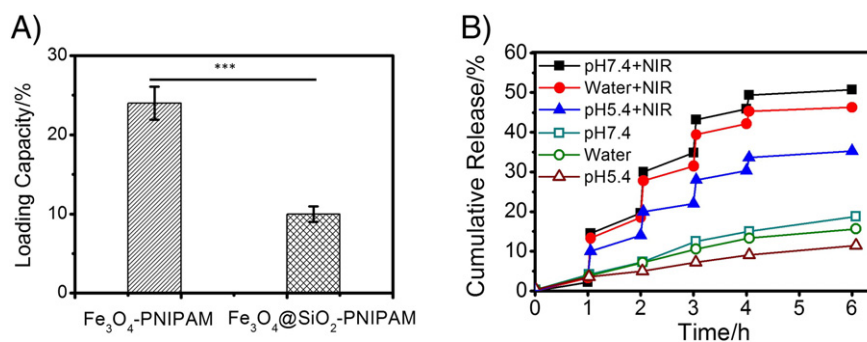 A)
Loading Capacity/%
30
20
10
0
***
Fe₃O₄-PNIPAM
Fe₃O₄@SiO₂-PNIPAM
B)
Cumulative Release/%
60
50
40
30
20
10
0
pH7.4+NIR
Water+NIR
pH5.4+NIR
pH7.4
Water
pH5.4
0 1 2 3 4 5 6
Time/h